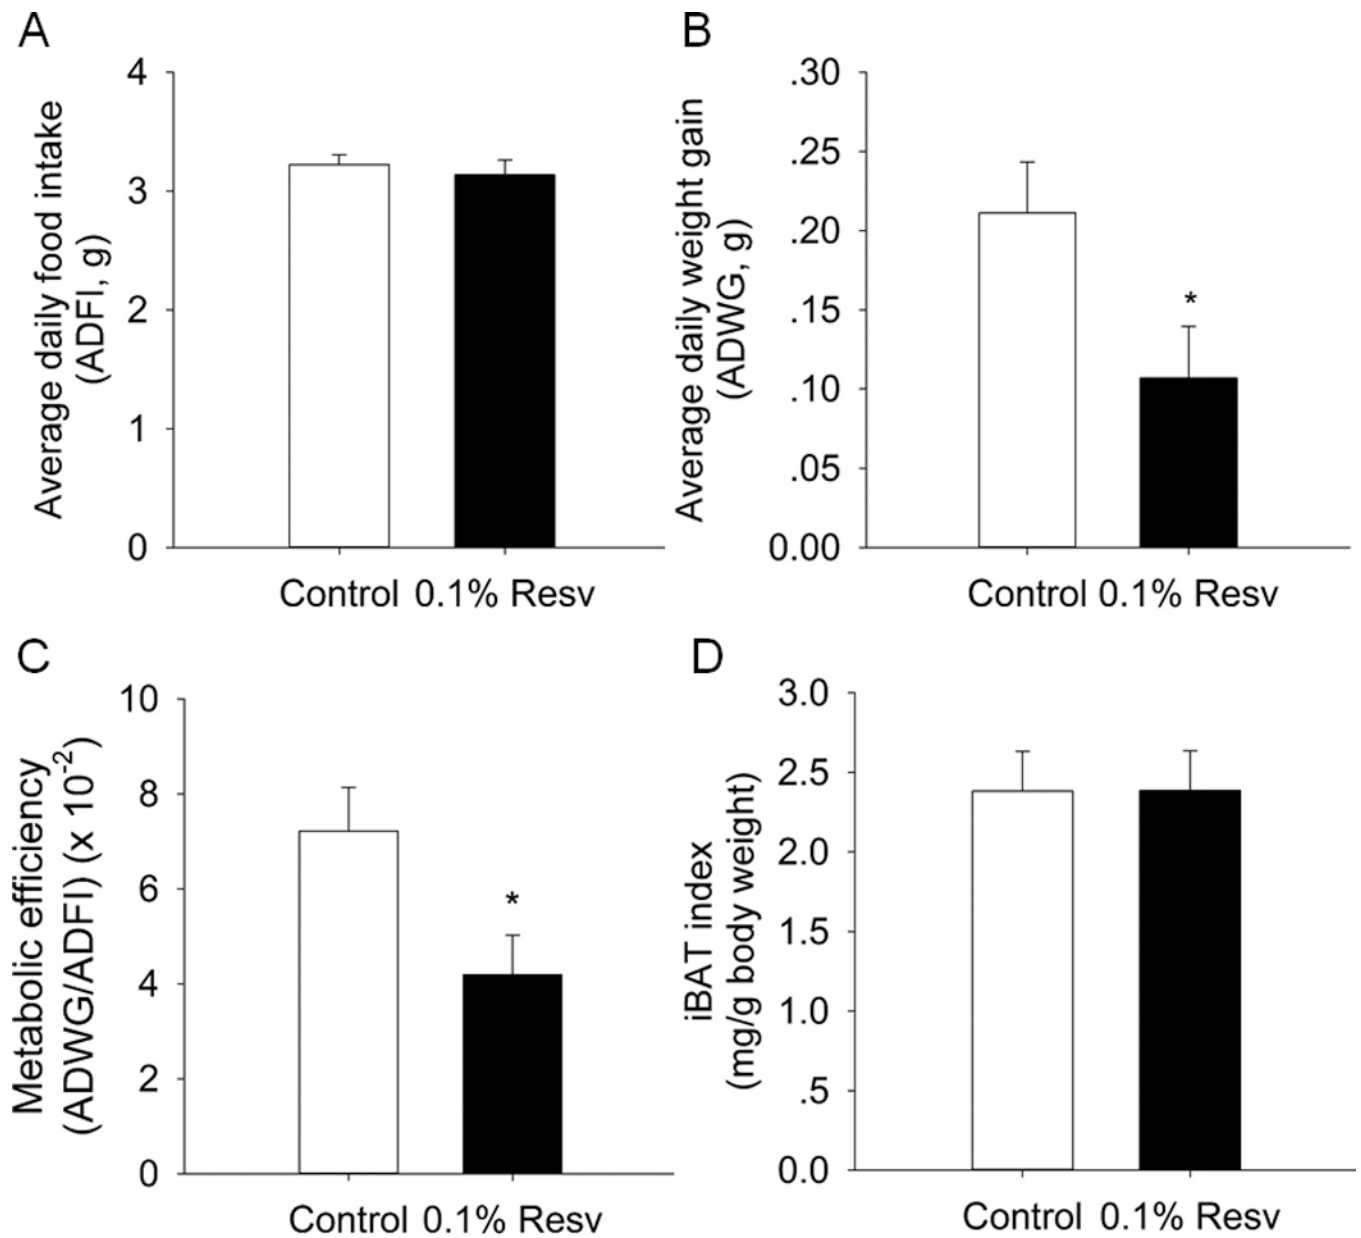 A
Average daily food intake
(ADFI, g)
4
3
2
1
0
Control 0.1% Resv
B
Average daily weight gain
(ADWG, g)
.30
.25
.20
.15
.10
.05
0.00
*
Control 0.1% Resv
C
Metabolic efficiency
(ADWG/ADFI) (x 10⁻²)
10
8
6
4
2
0
*
Control 0.1% Resv
D
iBAT index
(mg/g body weight)
3.0
2.5
2.0
1.5
1.0
.5
0.0
Control 0.1% Resv